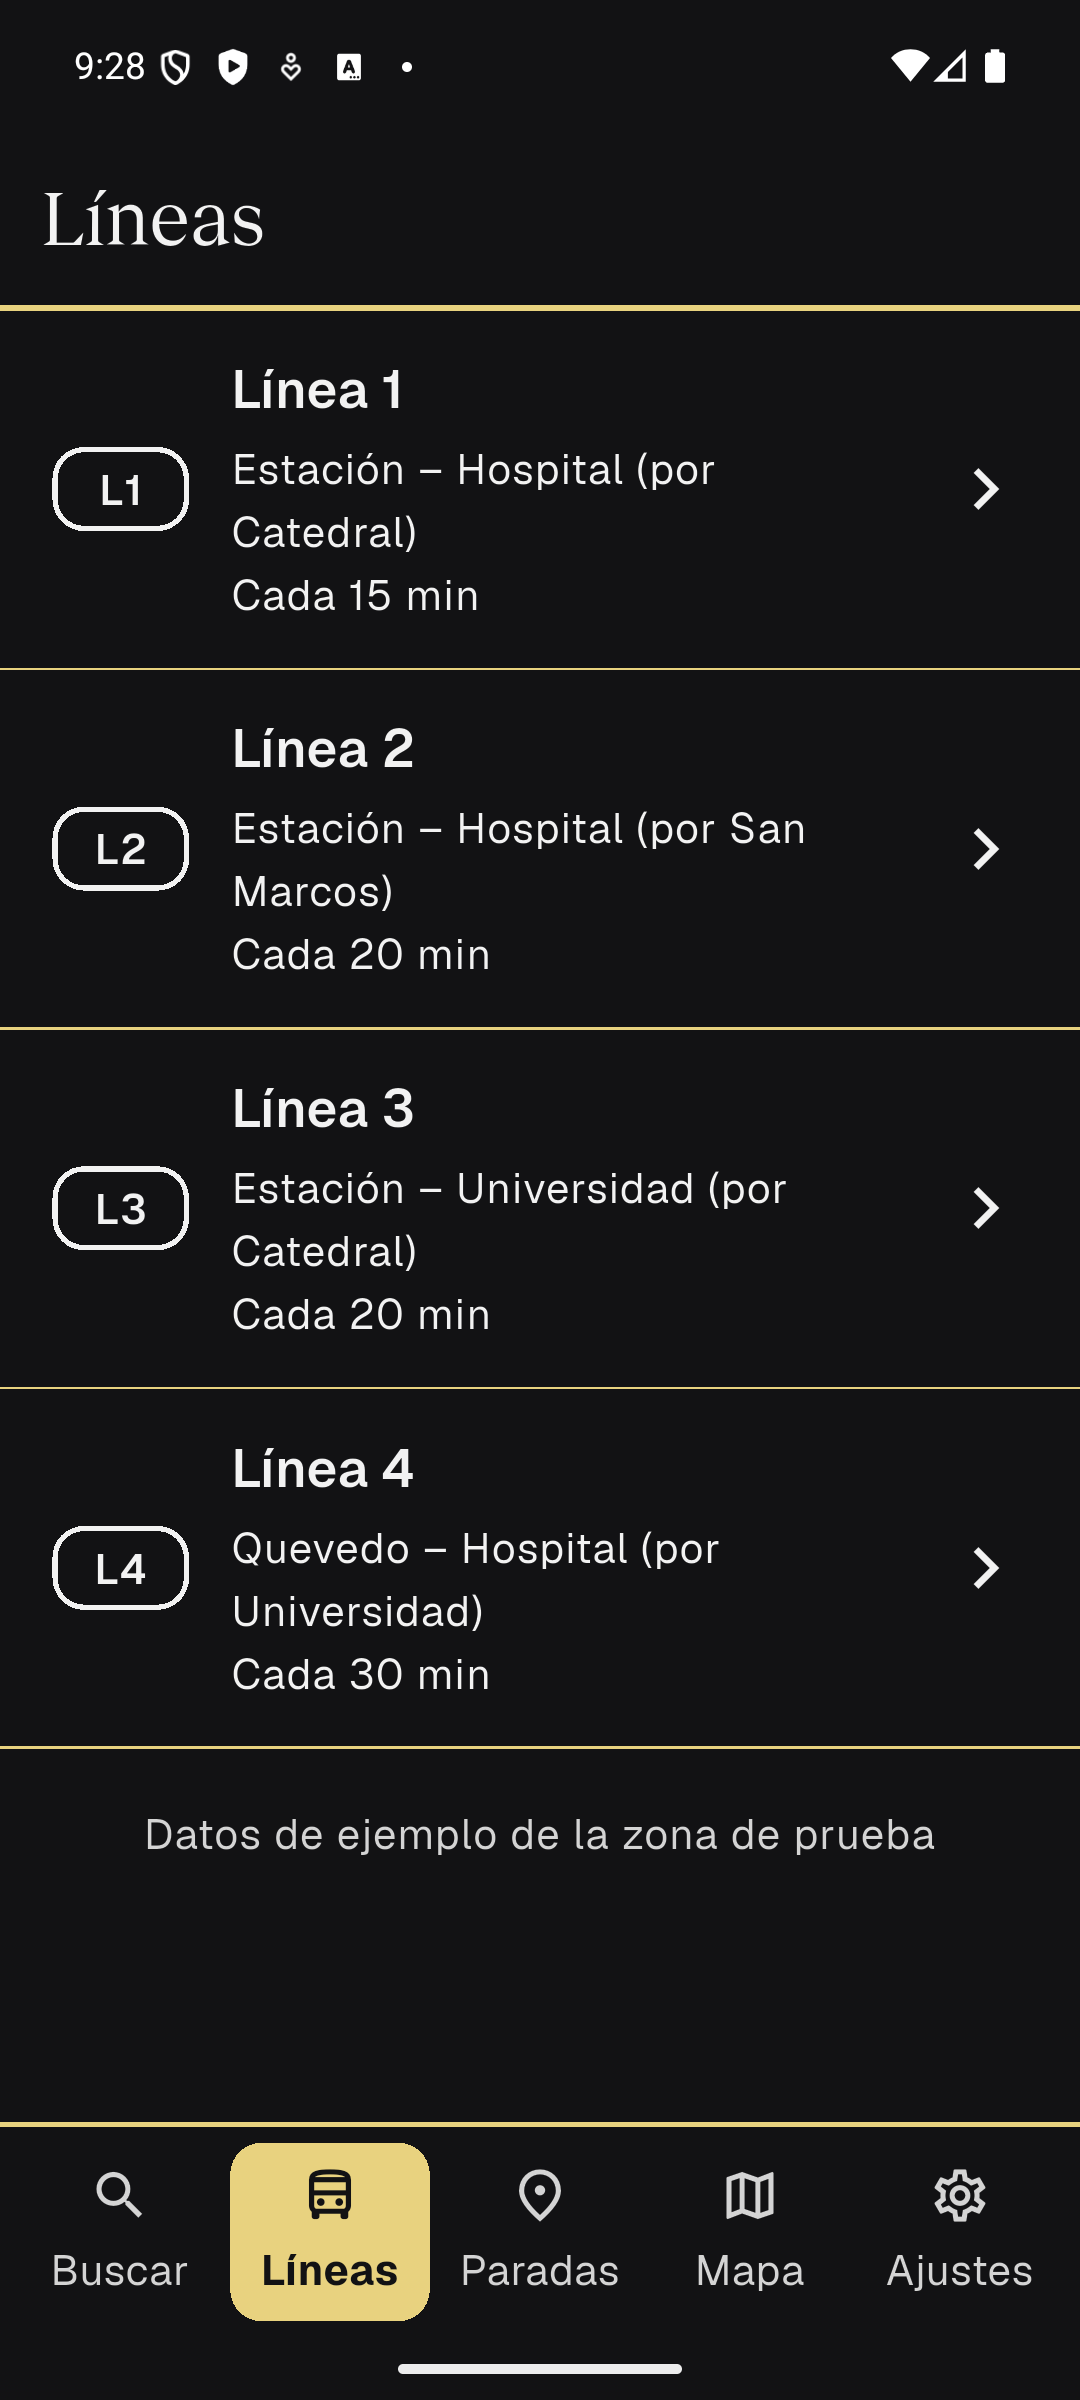 9:28
Líneas
Línea 1
L1
Estación – Hospital (por
Catedral)
Cada 15 min
Línea 2
L2
Estación – Hospital (por San
Marcos)
Cada 20 min
Línea 3
L3
Estación – Universidad (por
Catedral)
Cada 20 min
Línea 4
L4
Quevedo – Hospital (por
Universidad)
Cada 30 min
Datos de ejemplo de la zona de prueba
Buscar
Líneas
Paradas
Mapa
Ajustes